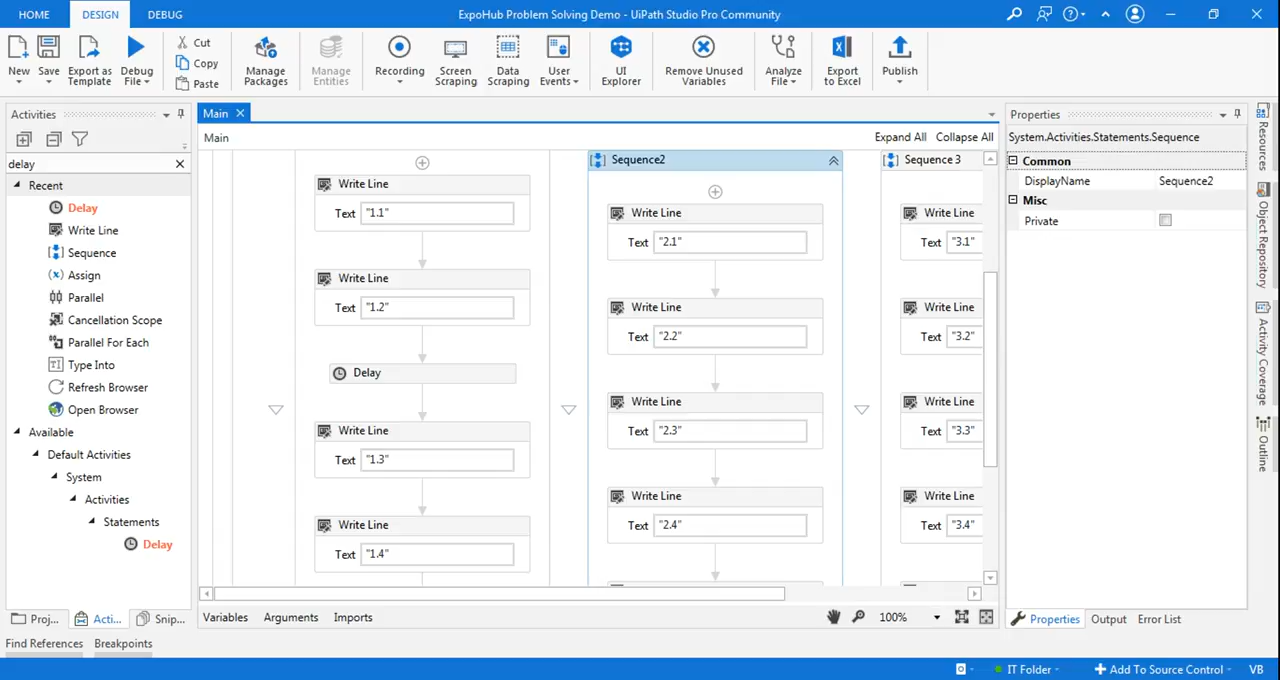 HOME DESIGN DEBUG ExpoHub Problem Solving Demo - UiPath Studio Pro Community
New Save Export as Template Debug File Cut Copy Paste Manage Packages Manage Entities Recording Screen Scraping Data Scraping User Events UI Explorer Remove Unused Variables Analyze File Export to Excel Publish
Activities
delay
Recent
Delay
Write Line
Sequence
Assign
Parallel
Cancellation Scope
Parallel For Each
Type Into
Refresh Browser
Open Browser
Available
Default Activities
System
Activities
Statements
Delay
Proj... Acti... Snip...
Main
Main Expand All Collapse All
Write Line
Text "1.1"
Write Line
Text "1.2"
Delay
Write Line
Text "1.3"
Write Line
Text "1.4"
Sequence2
Write Line
Text "2.1"
Write Line
Text "2.2"
Write Line
Text "2.3"
Write Line
Text "2.4"
Sequence 3
Write Line
Text "3.1"
Write Line
Text "3.2"
Write Line
Text "3.3"
Write Line
Text "3.4"
Variables Arguments Imports 100%
Properties
System.Activities.Statements.Sequence
Common
DisplayName Sequence2
Misc
Private
Properties Output Error List
Resources
Object Repository
Activity Coverage
Outline
Find References Breakpoints
IT Folder Add To Source Control VB